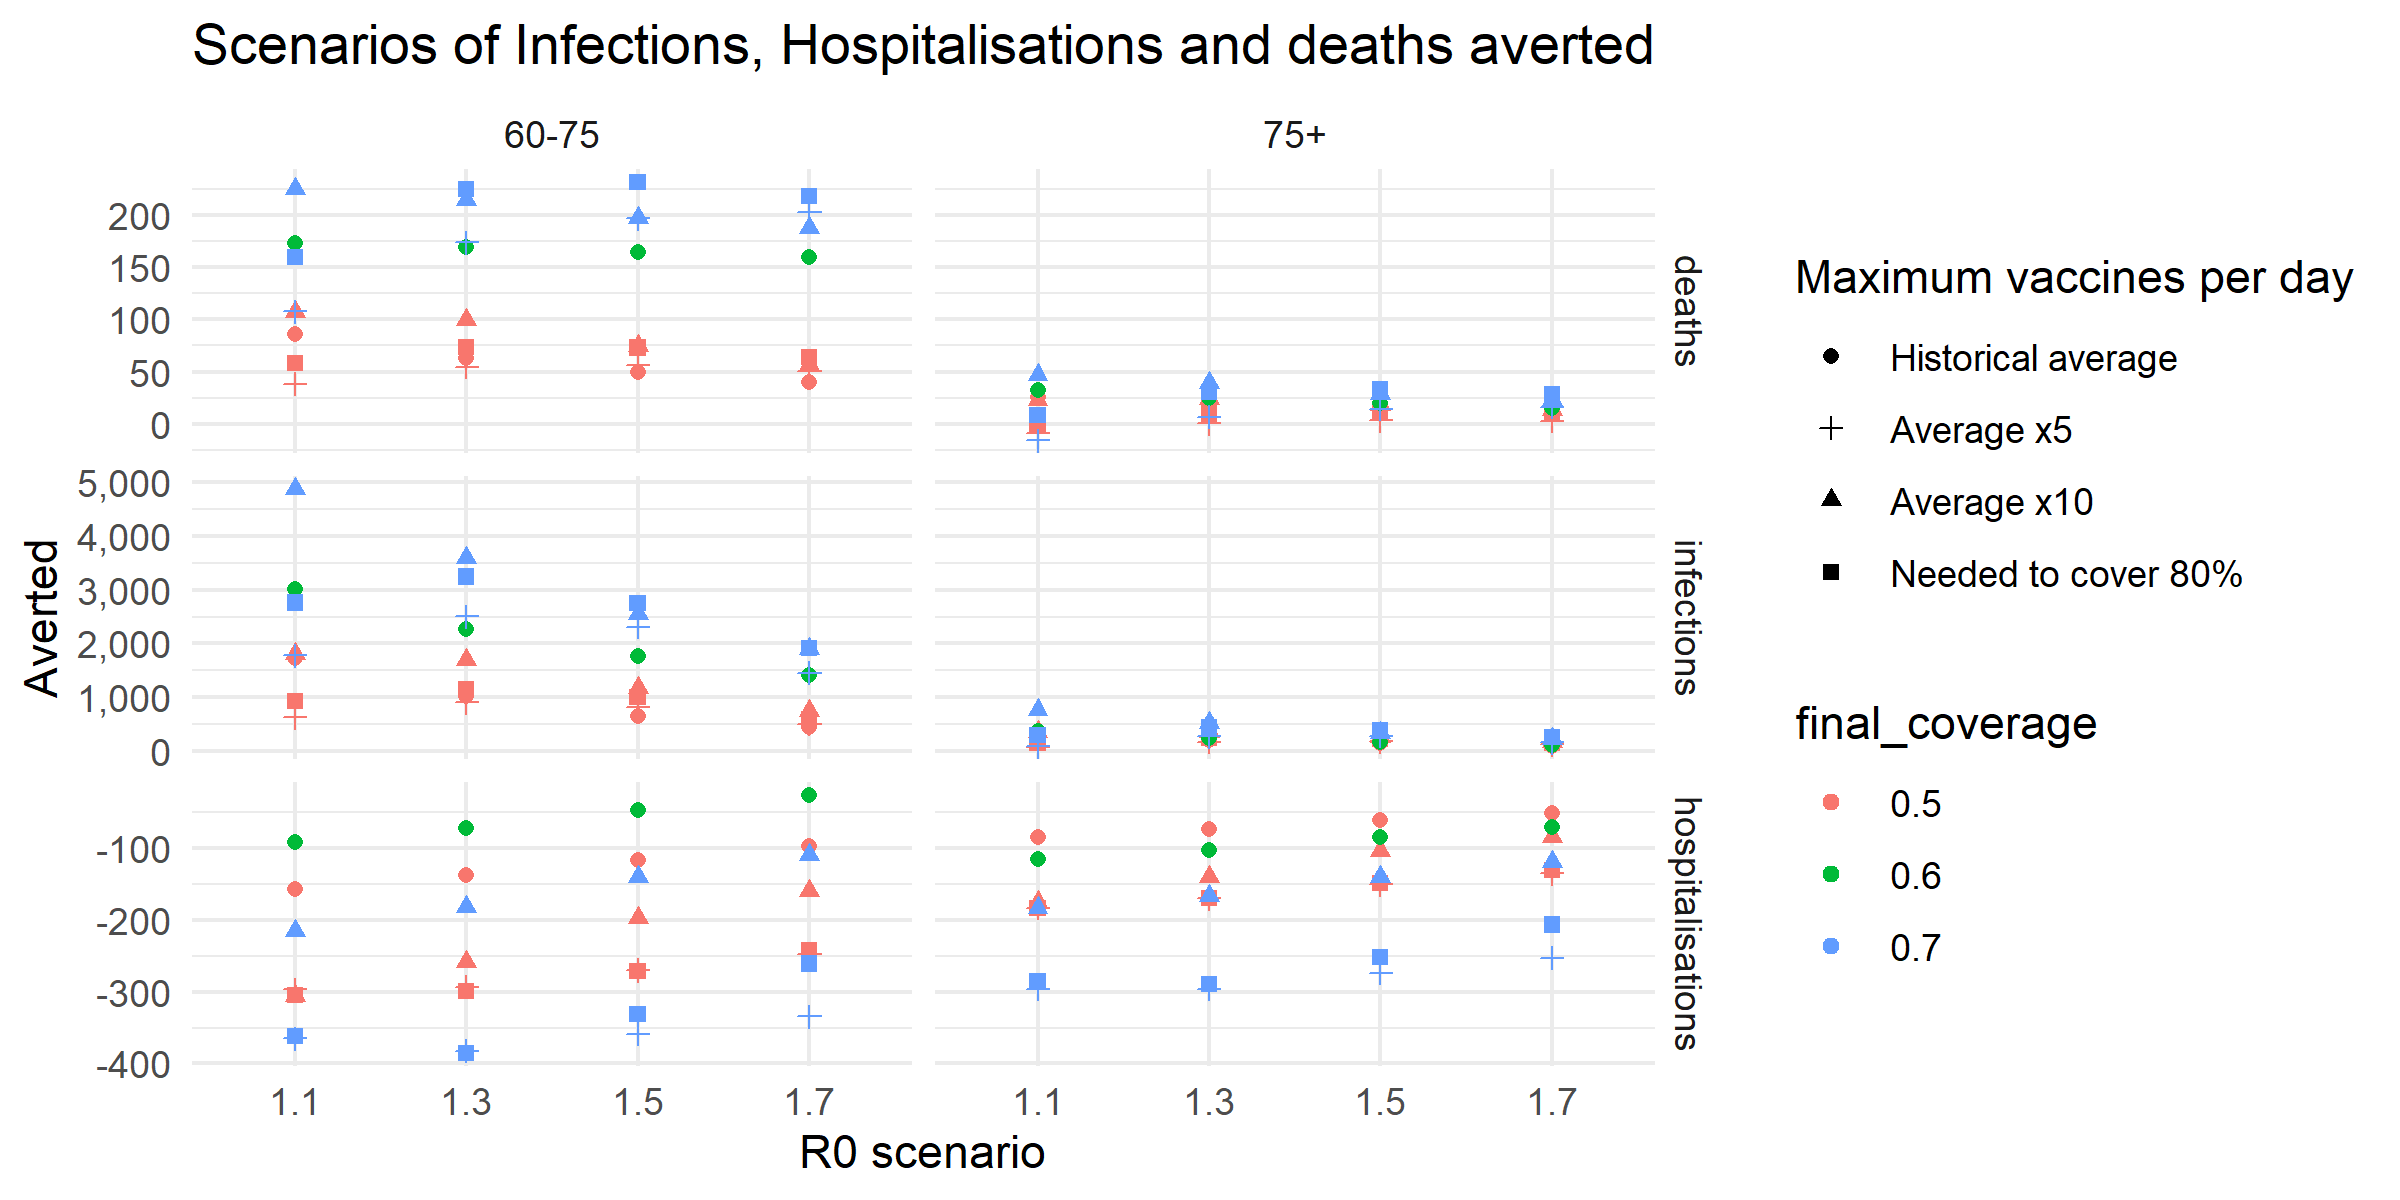 Scenarios of Infections, Hospitalisations and deaths averted
60-75
75+
200
150
100
50
0
deaths
5,000
4,000
3,000
2,000
1,000
0
infections
-100
-200
-300
-400
hospitalisations
Averted
1.1
1.3
1.5
1.7
1.1
1.3
1.5
1.7
R0 scenario
Maximum vaccines per day
Historical average
Average x5
Average x10
Needed to cover 80%
final_coverage
0.5
0.6
0.7